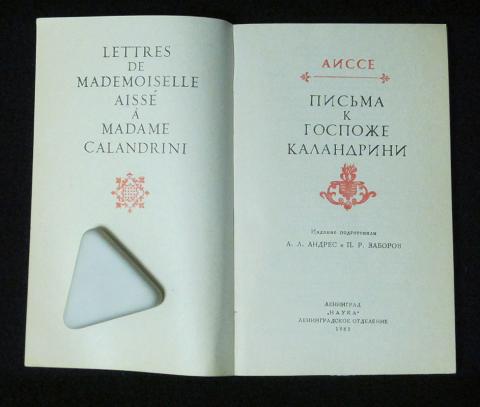 LETTRES
DE
MADEMOISELLE
AISSÉ
À
MADAME
CALANDRINI
АИССЕ
ПИСЬМА
К
ГОСПОЖЕ
КАЛАНДРИНИ
Издание подготовили
А. Л. АНДРЕС и П. Р. ЗАБОРОВ
ЛЕНИНГРАД
„НАУКА“
ЛЕНИНГРАДСКОЕ ОТДЕЛЕНИЕ